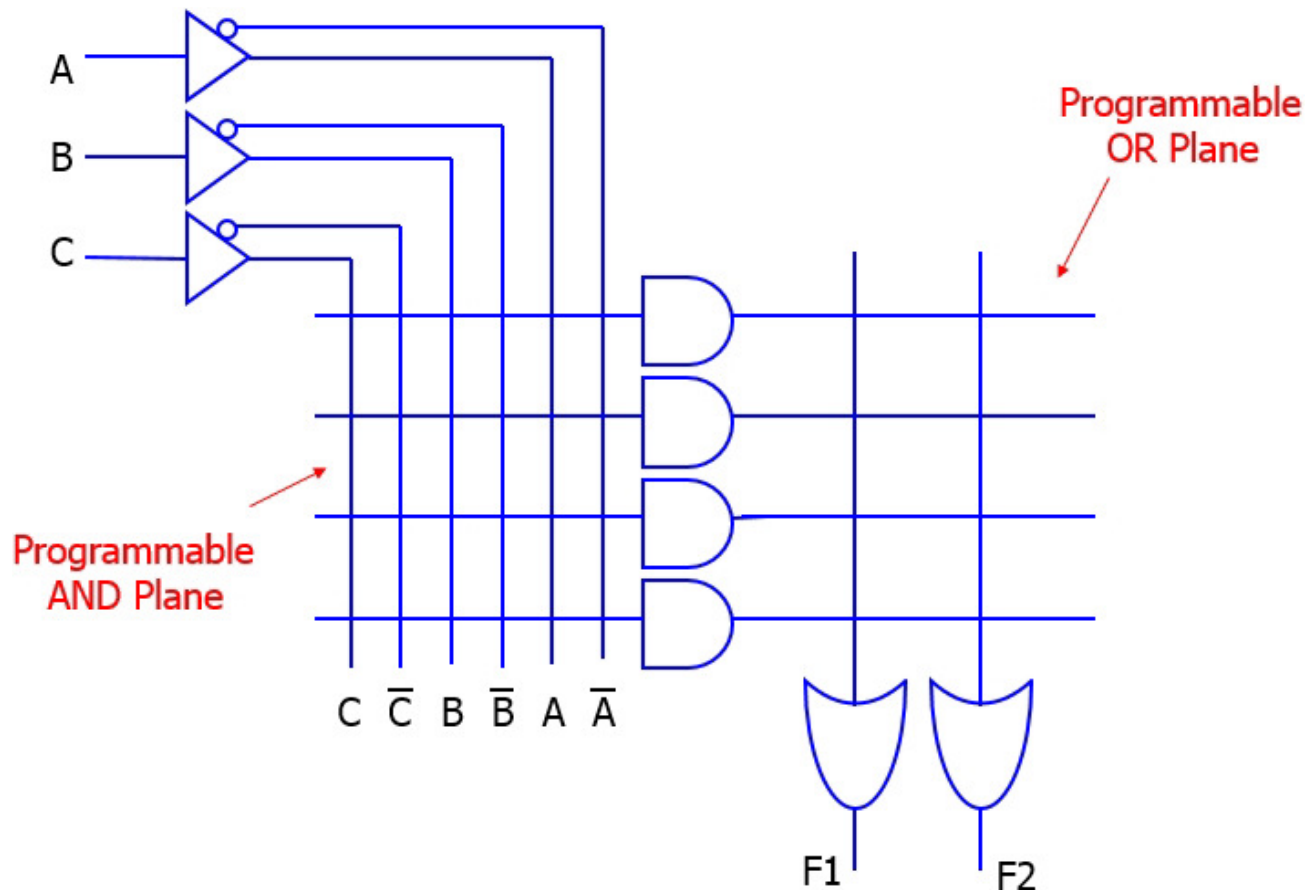 A
B
C
Programmable
OR Plane
Programmable
AND Plane
C C̅ B B̅ A A̅
F1 F2